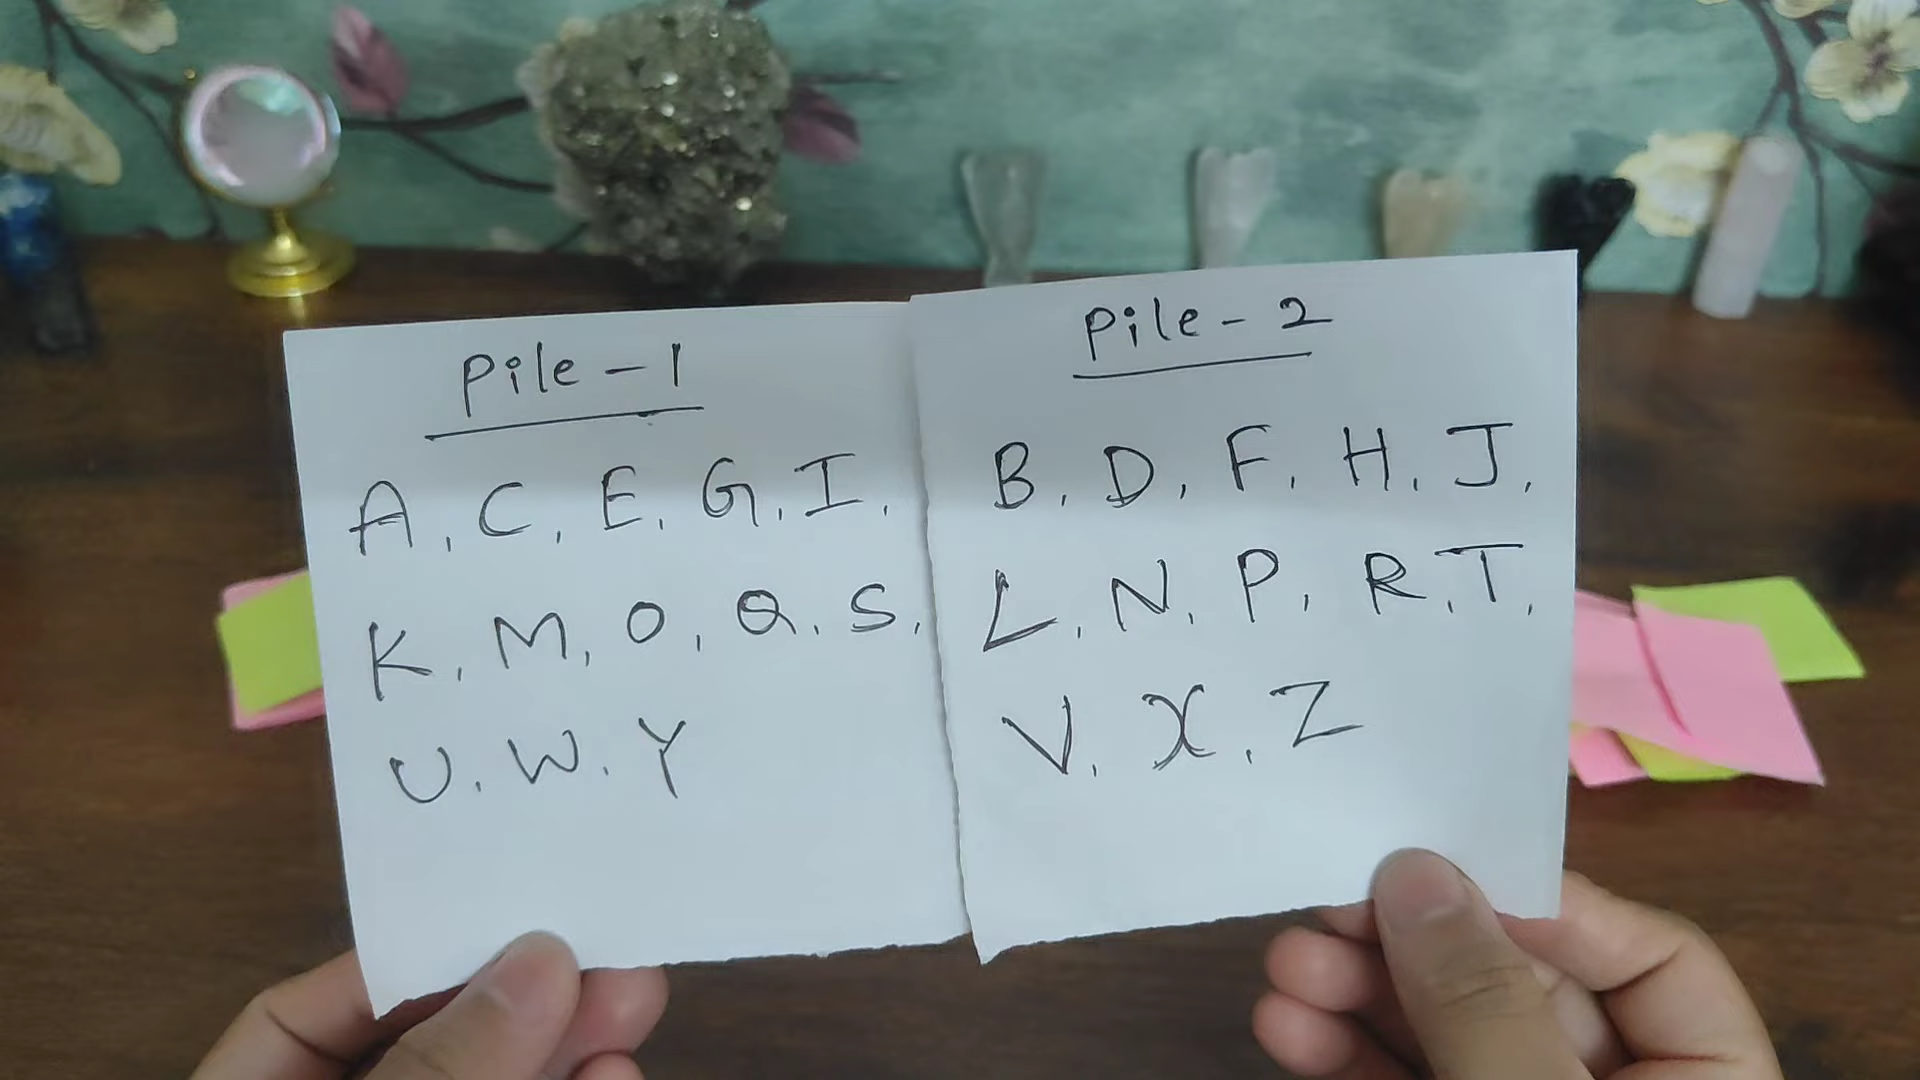 Pile - 1
A, C, E, G, I,
K, M, O, Q, S,
U, W, Y
Pile - 2
B, D, F, H, J,
L, N, P, R, T,
V, X, Z